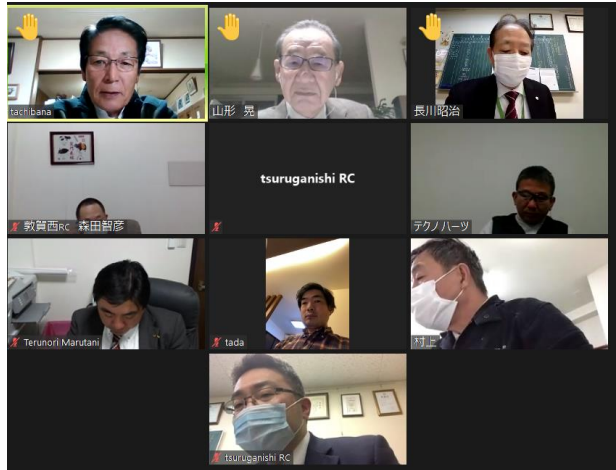 tachibana
山形 晃
長川昭治
敦賀西RC 森田智彦
tsuruganishi RC
テクノハーツ
Terunori Marutani
tada
村上
tsuruganishi RC